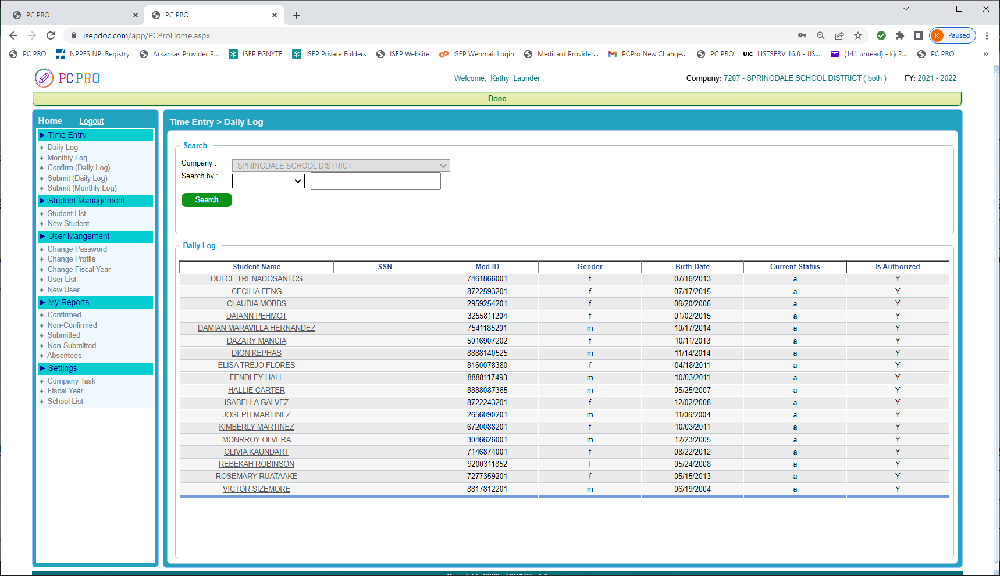 PC PRO
PC PRO
isepdoc.com/app/PCProHome.aspx
K Paused
PC PRO
NPPES NPI Registry
Arkansas Provider P...
ISEP EGNYTE
ISEP Private Folders
ISEP Website
cP ISEP Webmail Login
Medicaid Provider...
PCPro New Change...
PC PRO
UIC LISTSERV 16.0 - JJS...
(141 unread) - kjc2...
PC PRO
»
PC PRO
Welcome, Kathy Launder
Company: 7207 - SPRINGDALE SCHOOL DISTRICT ( both )
FY: 2021 - 2022
Done
Home Logout
Time Entry
Daily Log
Monthly Log
Confirm (Daily Log)
Submit (Daily Log)
Submit (Monthly Log)
Student Management
Student List
New Student
User Mangement
Change Password
Change Profile
Change Fiscal Year
User List
New User
My Reports
Confirmed
Non-Confirmed
Submitted
Non-Submitted
Absentees
Settings
Company Task
Fiscal Year
School List
Time Entry > Daily Log
Search
Company : SPRINGDALE SCHOOL DISTRICT
Search by :
Search
Daily Log
Student Name SSN Med ID Gender Birth Date Current Status Is Authorized
DULCE TRENADOSANTOS 7461866001 f 07/16/2013 a Y
CECILIA FENG 8722593201 f 07/17/2015 a Y
CLAUDIA MOBBS 2959254201 f 06/20/2006 a Y
DAIANN PEHMOT 3255811204 f 01/02/2015 a Y
DAMIAN MARAVILLA HERNANDEZ 7541185201 m 10/17/2014 a Y
DAZARY MANCIA 5016907202 f 10/11/2013 a Y
DION KEPHAS 8888140525 m 11/14/2014 a Y
ELISA TREJO FLORES 8160078380 f 04/18/2011 a Y
FENDLEY HALL 8888117493 m 10/03/2011 a Y
HALLIE CARTER 8888087365 m 05/25/2007 a Y
ISABELLA GALVEZ 8722243201 f 12/02/2008 a Y
JOSEPH MARTINEZ 2656090201 m 11/06/2004 a Y
KIMBERLY MARTINEZ 6720088201 f 10/03/2011 a Y
MONRROY OLVERA 3046626001 m 12/23/2005 a Y
OLIVIA KAUNDART 7146874001 f 08/22/2012 a Y
REBEKAH ROBINSON 9200311852 f 05/24/2008 a Y
ROSEMARY RUATAAKE 7277359201 f 05/15/2013 a Y
VICTOR SIZEMORE 8817812201 m 06/19/2004 a Y